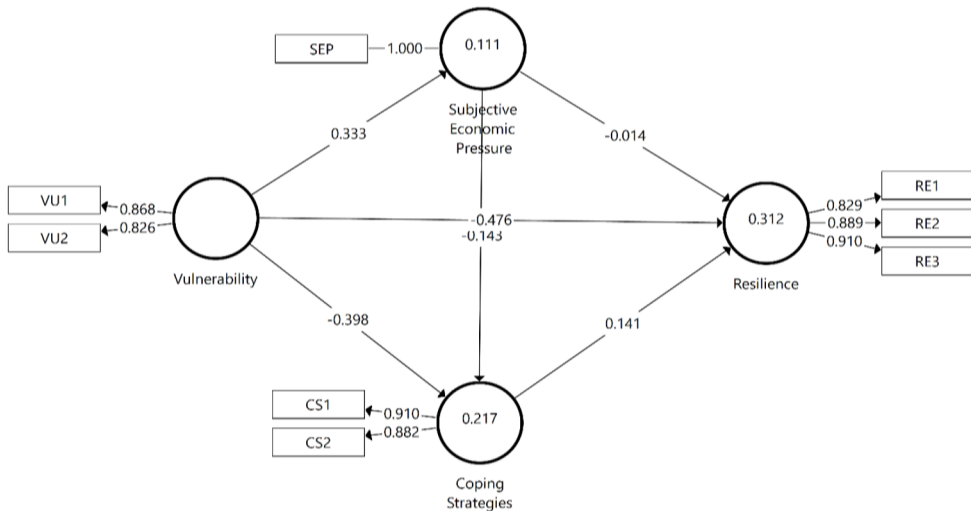 SEP
1.000
0.111
Subjective
Economic
Pressure
0.333
-0.014
VU1
0.868
VU2
0.826
Vulnerability
-0.476
-0.143
0.312
Resilience
0.829
RE1
0.889
RE2
0.910
RE3
-0.398
0.141
CS1
0.910
CS2
0.882
0.217
Coping
Strategies